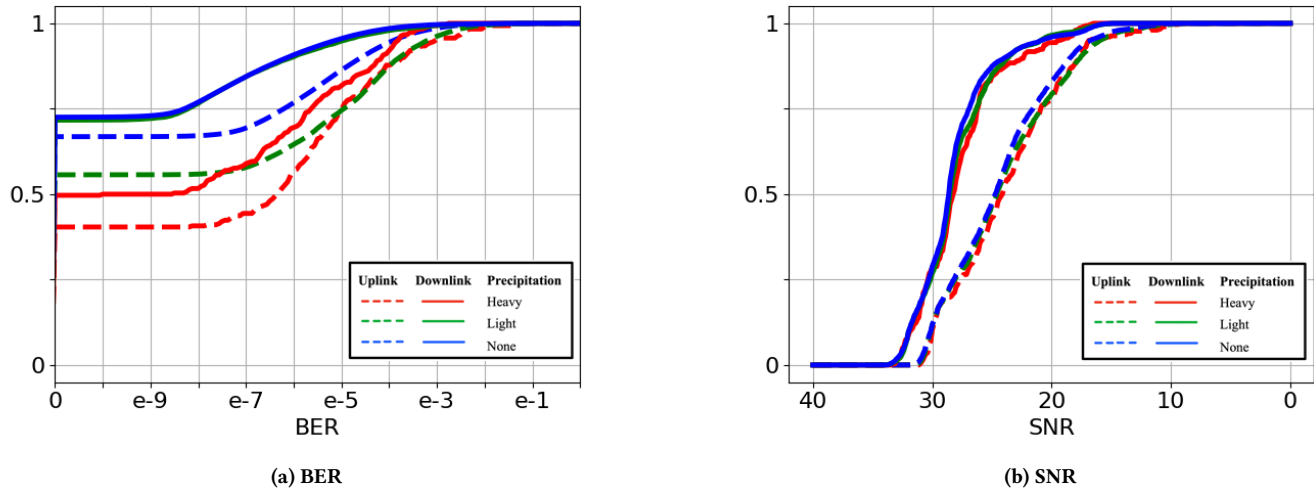 1
0.5
0
0 e-9 e-7 e-5 e-3 e-1
BER
Uplink Downlink Precipitation
Heavy
Light
None
(a) BER
1
0.5
0
40 30 20 10 0
SNR
Uplink Downlink Precipitation
Heavy
Light
None
(b) SNR